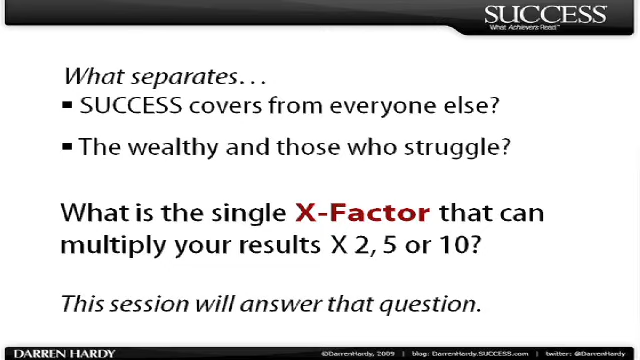 SUCCESS
What Achievers Read™
What separates…
▪ SUCCESS covers from everyone else?
▪ The wealthy and those who struggle?
What is the single X-Factor that can
multiply your results X 2, 5 or 10?
This session will answer that question.
DARREN HARDY ©DarrenHardy, 2009 | blog: DarrenHardy.SUCCESS.com | twitter: @DarrenHardy